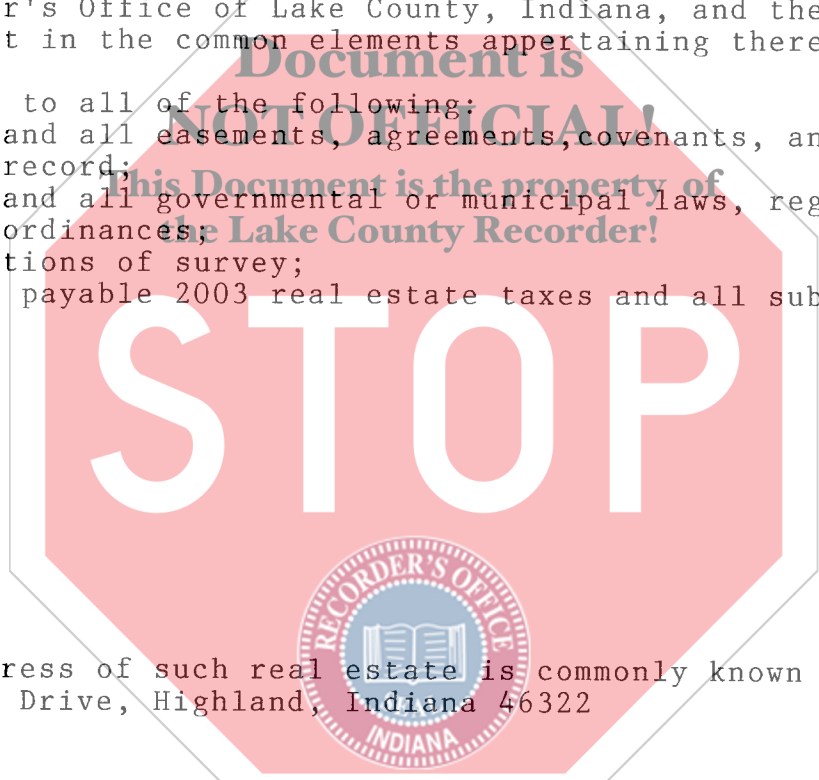 r's Office of Lake County, Indiana, and the
t in the common elements appertaining there
Document is
to all of the following:
NOT OFFICIAL!
and all easements, agreements,covenants, an
record;
This Document is the property of
and all governmental or municipal laws, reg
ordinances;
the Lake County Recorder!
tions of survey;
payable 2003 real estate taxes and all sub
STOP
RECORDER'S OFFICE
ress of such real estate is commonly known
Drive, Highland, Indiana 46322
INDIANA